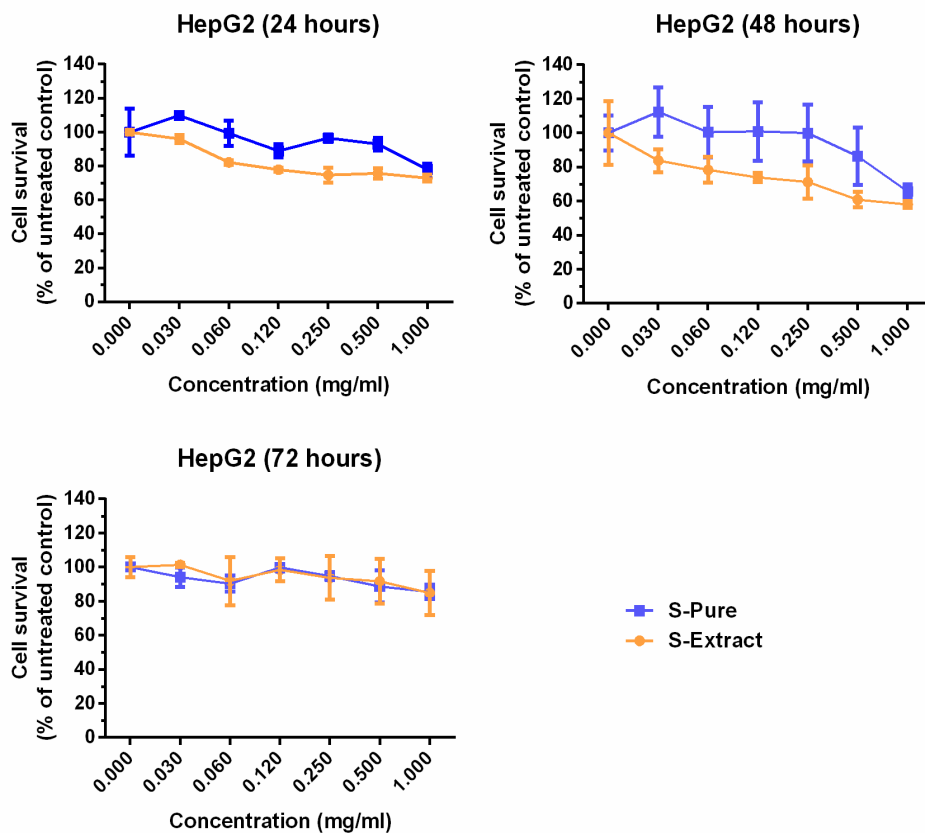 HepG2 (24 hours)
Cell survival
(% of untreated control)
140
120
100
80
60
40
20
0
0.000 0.030 0.060 0.120 0.250 0.500 1.000
Concentration (mg/ml)
HepG2 (48 hours)
Cell survival
(% of untreated control)
140
120
100
80
60
40
20
0
0.000 0.030 0.060 0.120 0.250 0.500 1.000
Concentration (mg/ml)
HepG2 (72 hours)
Cell survival
(% of untreated control)
140
120
100
80
60
40
20
0
0.000 0.030 0.060 0.120 0.250 0.500 1.000
Concentration (mg/ml)
S-Pure
S-Extract